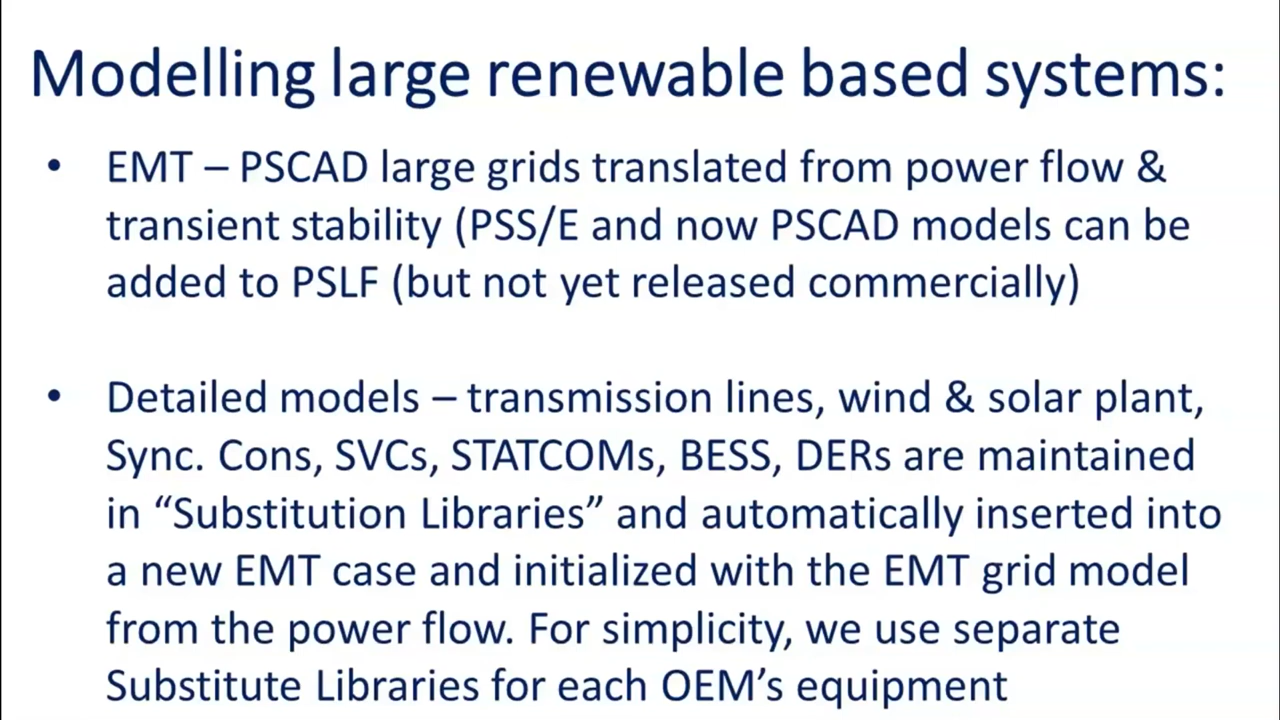 Modelling large renewable based systems:
• EMT – PSCAD large grids translated from power flow &
transient stability (PSS/E and now PSCAD models can be
added to PSLF (but not yet released commercially)
• Detailed models – transmission lines, wind & solar plant,
Sync. Cons, SVCs, STATCOMs, BESS, DERs are maintained
in “Substitution Libraries” and automatically inserted into
a new EMT case and initialized with the EMT grid model
from the power flow. For simplicity, we use separate
Substitute Libraries for each OEM’s equipment